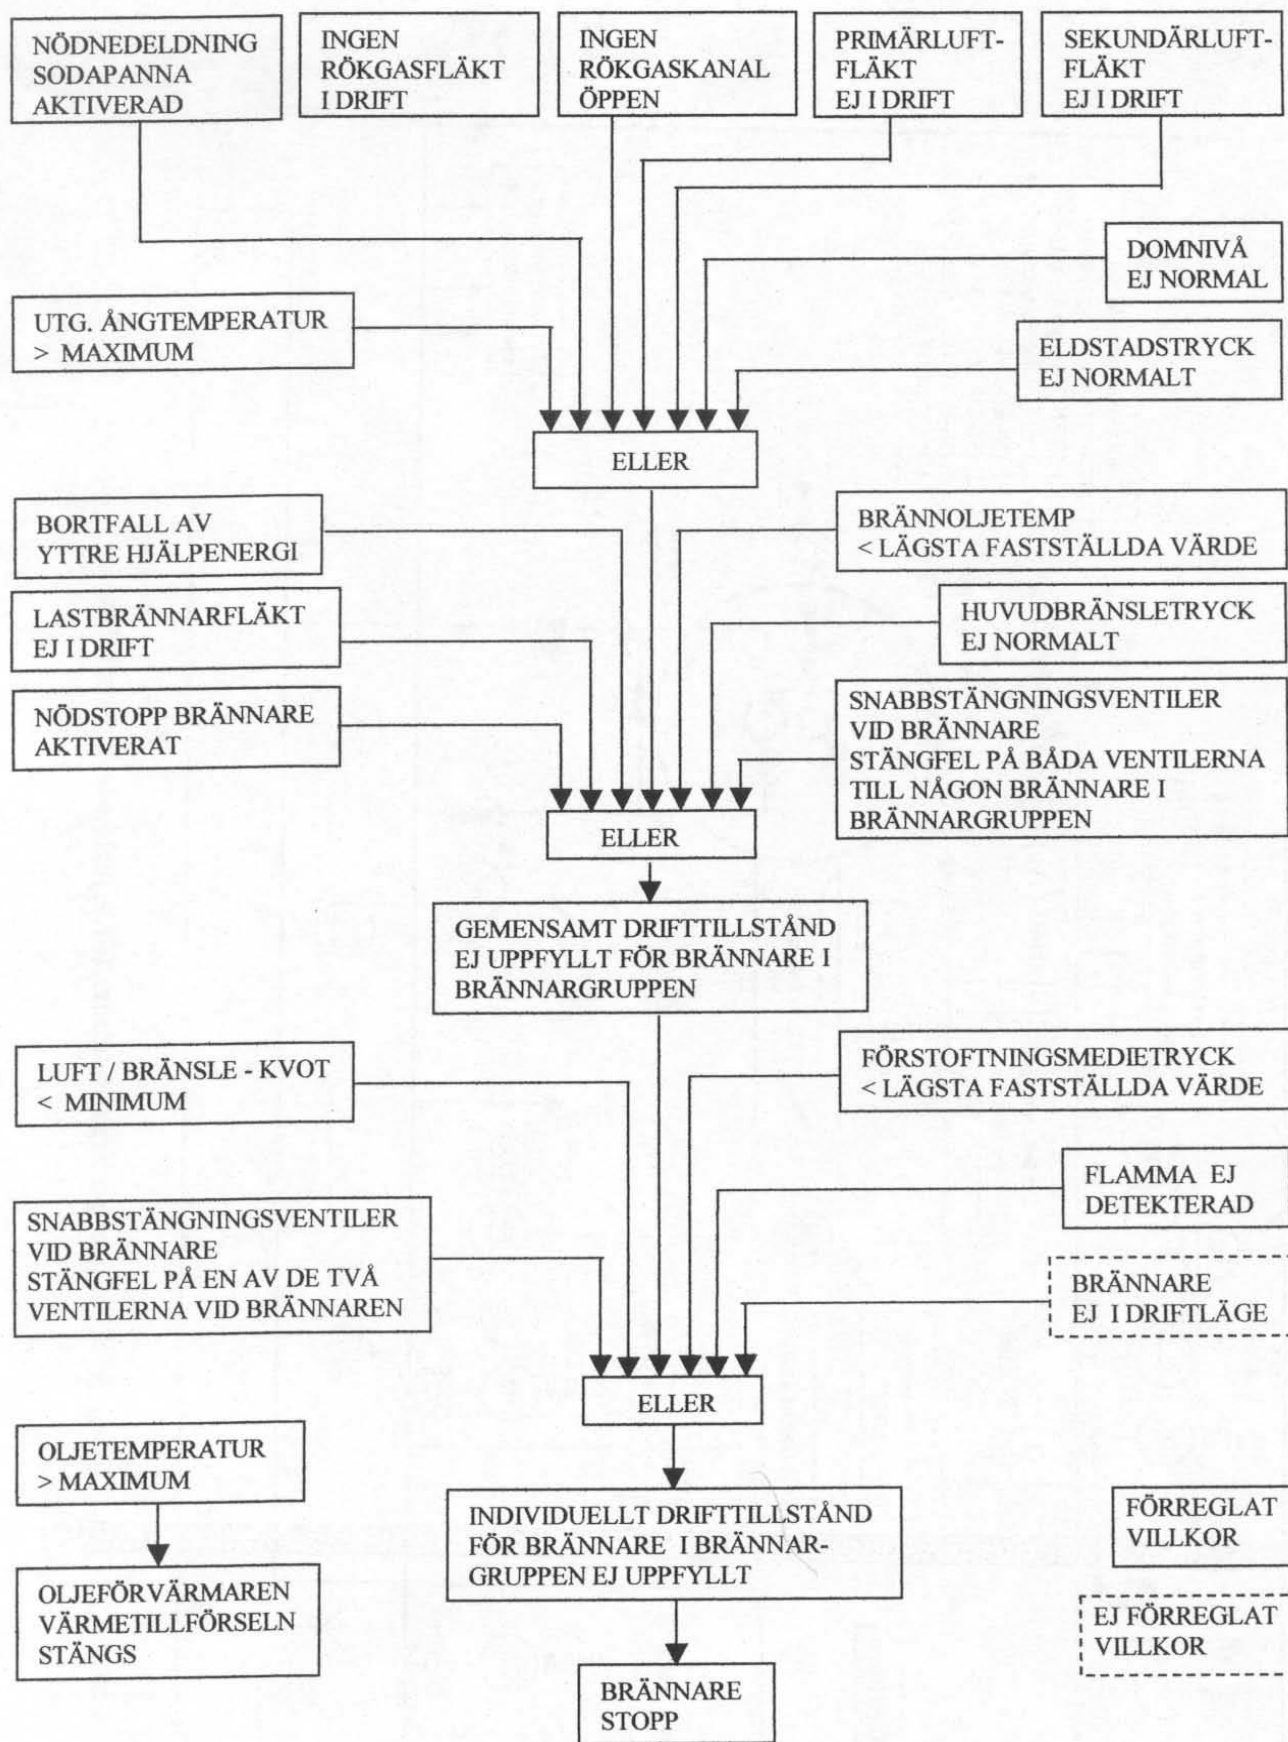 NÖDNEDELDNING
SODAPANNA
AKTIVERAD
INGEN
RÖKGASFLÄKT
I DRIFT
INGEN
RÖKGASKANAL
ÖPPEN
PRIMÄRLUFT-
FLÄKT
EJ I DRIFT
SEKUNDÄRLUFT-
FLÄKT
EJ I DRIFT
DOMNIVÅ
EJ NORMAL
UTG. ÅNGTEMPERATUR
> MAXIMUM
ELDSTADSTRYCK
EJ NORMALT
ELLER
BORTFALL AV
YTTRE HJÄLPENERGI
BRÄNNOLJETEMP
< LÄGSTA FASTSTÄLLDA VÄRDE
LASTBRÄNNARFLÄKT
EJ I DRIFT
HUVUDBRÄNSLETRYCK
EJ NORMALT
NÖDSTOPP BRÄNNARE
AKTIVERAT
SNABBSTÄNGNINGSVENTILER
VID BRÄNNARE
STÄNGFEL PÅ BÅDA VENTILERNA
TILL NÅGON BRÄNNARE I
BRÄNNARGRUPPEN
ELLER
GEMENSAMT DRIFTTILLSTÅND
EJ UPPFYLLT FÖR BRÄNNARE I
BRÄNNARGRUPPEN
LUFT / BRÄNSLE - KVOT
< MINIMUM
FÖRSTOFTNINGSMEDIETRYCK
< LÄGSTA FASTSTÄLLDA VÄRDE
FLAMMA EJ
DETEKTERAD
SNABBSTÄNGNINGSVENTILER
VID BRÄNNARE
STÄNGFEL PÅ EN AV DE TVÅ
VENTILERNA VID BRÄNNAREN
BRÄNNARE
EJ I DRIFTLÄGE
ELLER
OLJETEMPERATUR
> MAXIMUM
INDIVIDUELLT DRIFTTILLSTÅND
FÖR BRÄNNARE I BRÄNNAR-
GRUPPEN EJ UPPFYLLT
FÖRREGLAT
VILLKOR
OLJEFÖRVÄRMAREN
VÄRMETILLFÖRSELN
STÄNGS
EJ FÖRREGLAT
VILLKOR
BRÄNNARE
STOPP